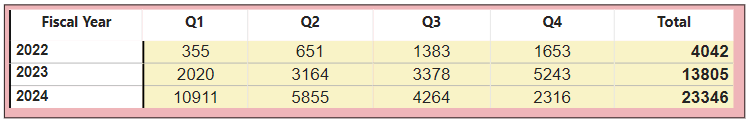 Fiscal Year Q1 Q2 Q3 Q4 Total
2022 355 651 1383 1653 4042
2023 2020 3164 3378 5243 13805
2024 10911 5855 4264 2316 23346